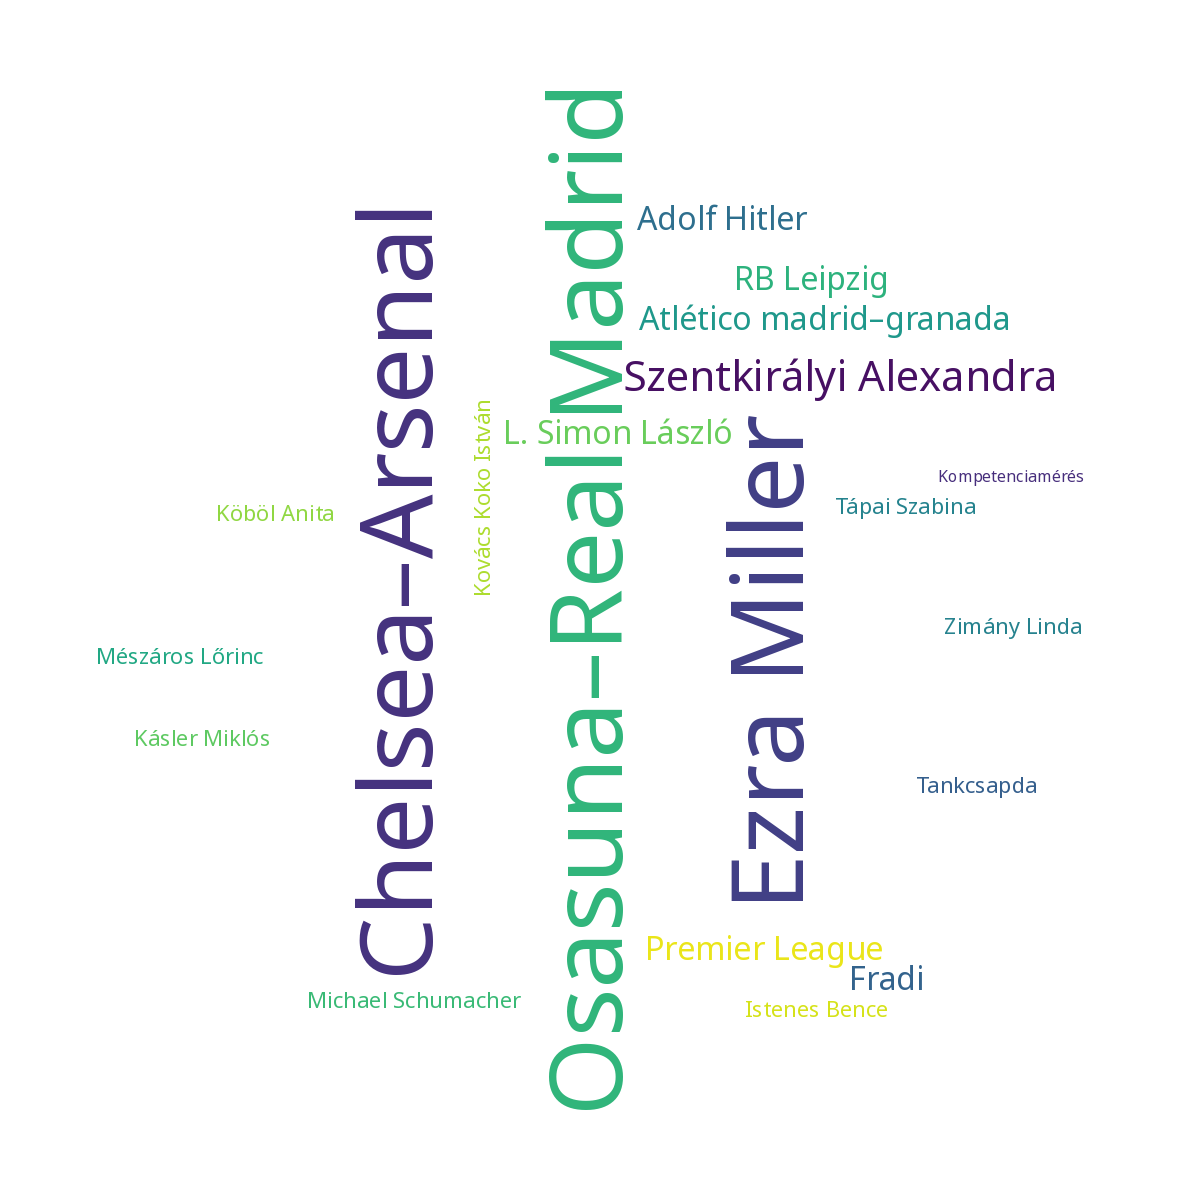 Chelsea–Arsenal
Osasuna–Real Madrid
Adolf Hitler
RB Leipzig
Atlético madrid–granada
Szentkirályi Alexandra
L. Simon László
Ezra Miller
Kovács Koko István
Kompetenciamérés
Tápai Szabina
Köböl Anita
Zimány Linda
Mészáros Lőrinc
Kásler Miklós
Tankcsapda
Premier League
Fradi
Michael Schumacher
Istenes Bence